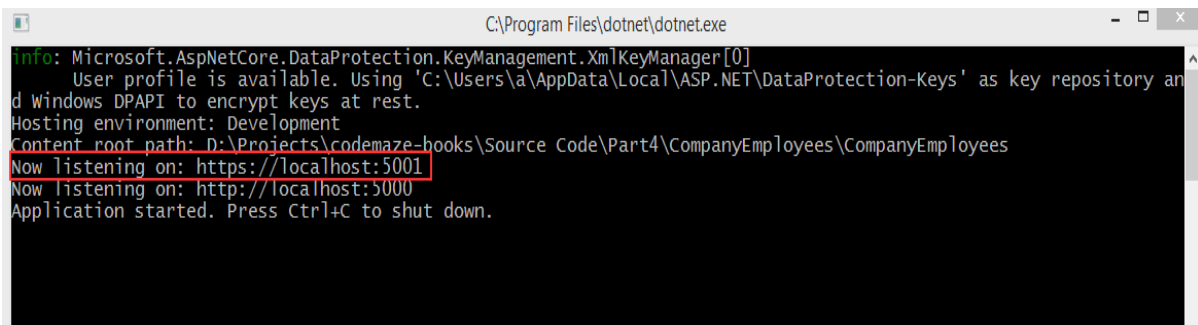 C:\Program Files\dotnet\dotnet.exe
info: Microsoft.AspNetCore.DataProtection.KeyManagement.XmlKeyManager[0]
User profile is available. Using 'C:\Users\a\AppData\Local\ASP.NET\DataProtection-Keys' as key repository an
d Windows DPAPI to encrypt keys at rest.
Hosting environment: Development
Content root path: D:\Projects\codemaze-books\Source Code\Part4\CompanyEmployees\CompanyEmployees
Now listening on: https://localhost:5001
Now listening on: http://localhost:5000
Application started. Press Ctrl+C to shut down.